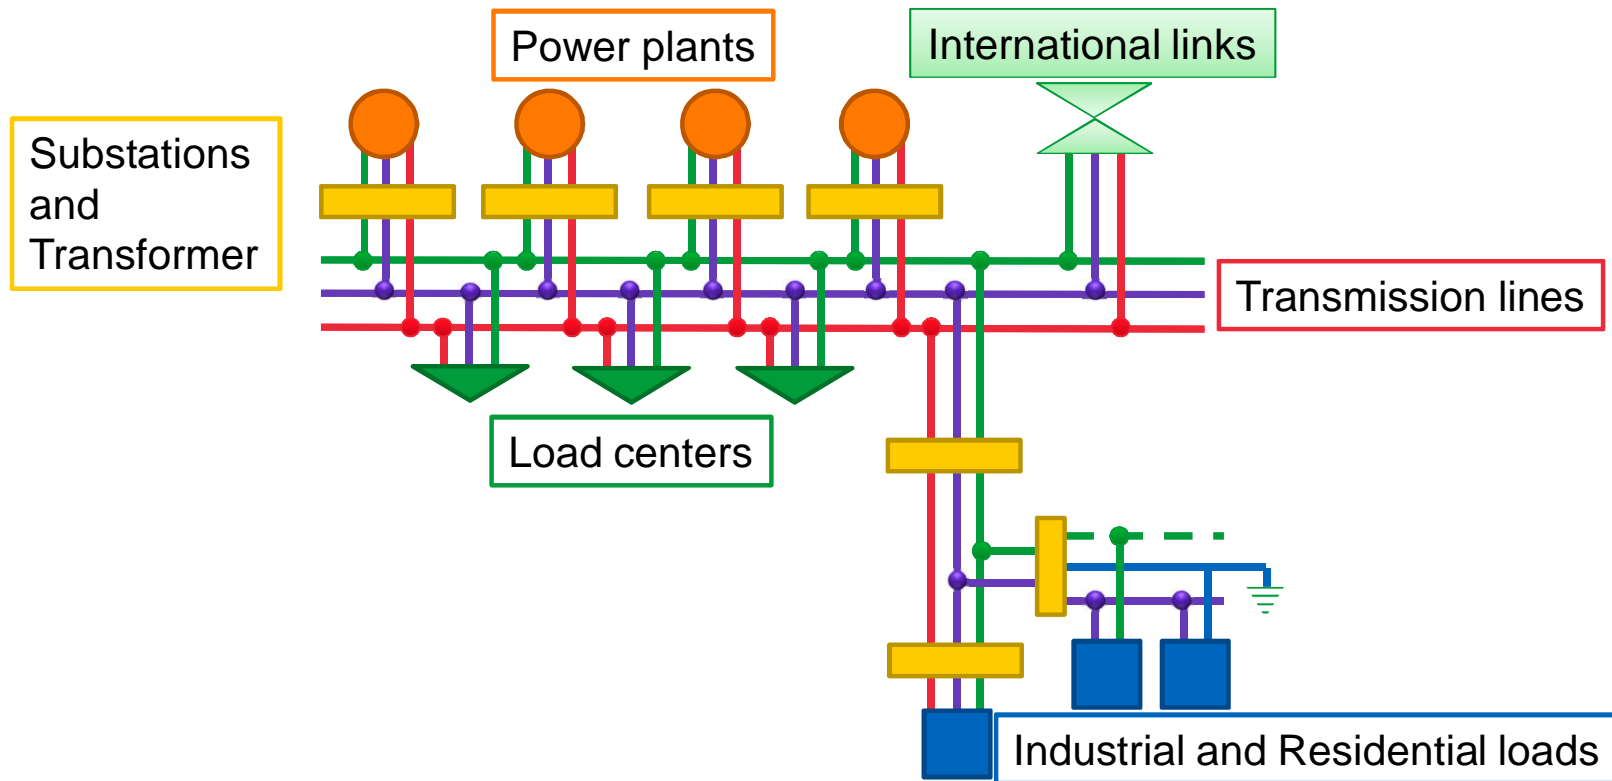 Power plants
International links
Substations
and
Transformer
Transmission lines
Load centers
Industrial and Residential loads